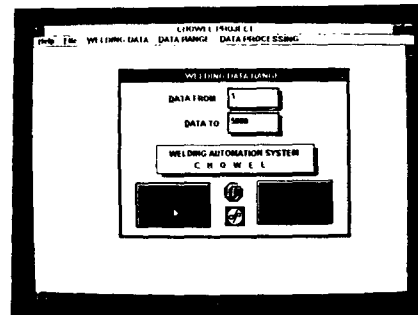 CHOWEL PROJECT
Help File WELDING DATA DATA RANGE DATA PROCESSING
WELDING DATA RANGE
DATA FROM 1
DATA TO 5000
WELDING AUTOMATION SYSTEM
C H O W E L